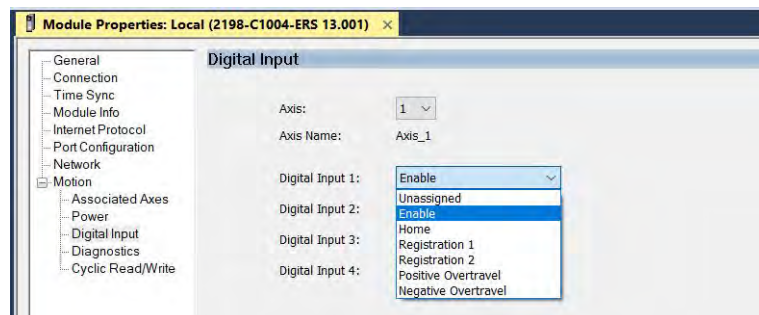 Module Properties: Local (2198-C1004-ERS 13.001) ×
General
Connection
Time Sync
Module Info
Internet Protocol
Port Configuration
Network
Motion
Associated Axes
Power
Digital Input
Diagnostics
Cyclic Read/Write
Digital Input
Axis: 1
Axis Name: Axis_1
Digital Input 1: Enable
Digital Input 2:
Digital Input 3:
Digital Input 4:
Unassigned
Enable
Home
Registration 1
Registration 2
Positive Overtravel
Negative Overtravel